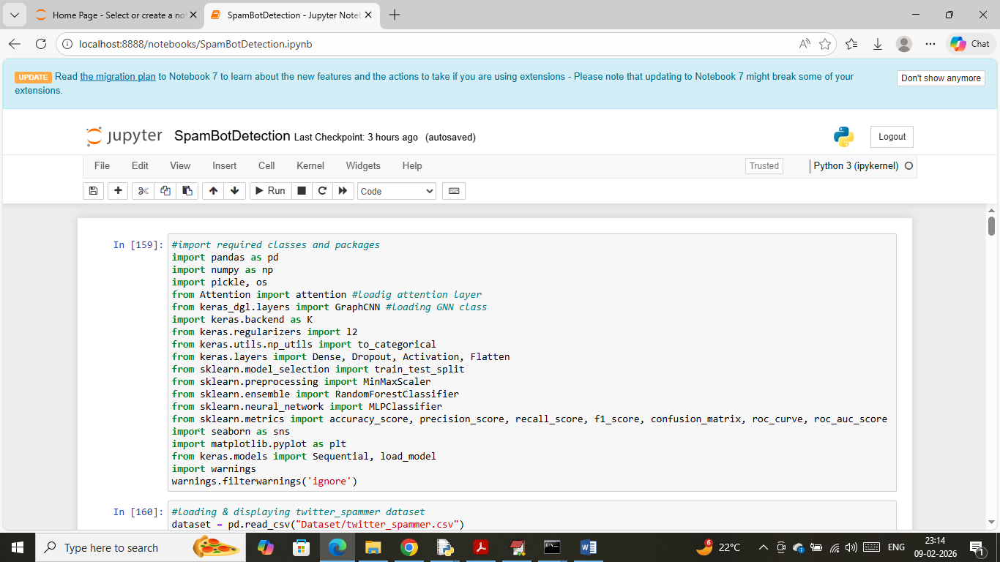 Home Page - Select or create a no
SpamBotDetection - Jupyter Note
localhost:8888/notebooks/SpamBotDetection.ipynb
Chat
UPDATE Read the migration plan to Notebook 7 to learn about the new features and the actions to take if you are using extensions - Please note that updating to Notebook 7 might break some of your
extensions.
Don't show anymore
jupyter SpamBotDetection Last Checkpoint: 3 hours ago (autosaved)
Logout
File Edit View Insert Cell Kernel Widgets Help
Trusted
Python 3 (ipykernel)
Run
Code
In [159]: #import required classes and packages
import pandas as pd
import numpy as np
import pickle, os
from Attention import attention #loadig attention layer
from keras_dgl.layers import GraphCNN #loading GNN class
import keras.backend as K
from keras.regularizers import l2
from keras.utils.np_utils import to_categorical
from keras.layers import Dense, Dropout, Activation, Flatten
from sklearn.model_selection import train_test_split
from sklearn.preprocessing import MinMaxScaler
from sklearn.ensemble import RandomForestClassifier
from sklearn.neural_network import MLPClassifier
from sklearn.metrics import accuracy_score, precision_score, recall_score, f1_score, confusion_matrix, roc_curve, roc_auc_score
import seaborn as sns
import matplotlib.pyplot as plt
from keras.models import Sequential, load_model
import warnings
warnings.filterwarnings('ignore')
In [160]: #loading & displaying twitter_spammer dataset
dataset = pd.read_csv("Dataset/twitter_spammer.csv")
Type here to search
6
22°C
ENG
23:14
09-02-2026
1